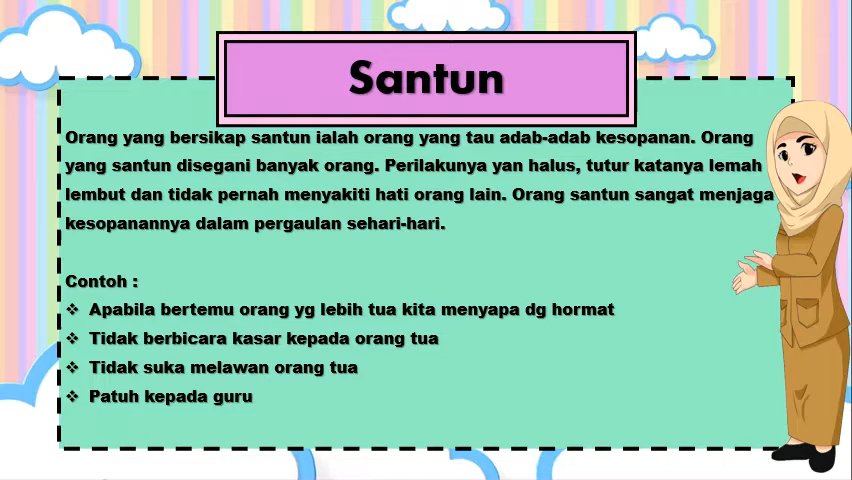 Santun
Orang yang bersikap santun ialah orang yang tau adab-adab kesopanan. Orang
yang santun disegani banyak orang. Perilakunya yan halus, tutur katanya lemah
lembut dan tidak pernah menyakiti hati orang lain. Orang santun sangat menjaga
kesopanannya dalam pergaulan sehari-hari.
Contoh :
❖ Apabila bertemu orang yg lebih tua kita menyapa dg hormat
❖ Tidak berbicara kasar kepada orang tua
❖ Tidak suka melawan orang tua
❖ Patuh kepada guru